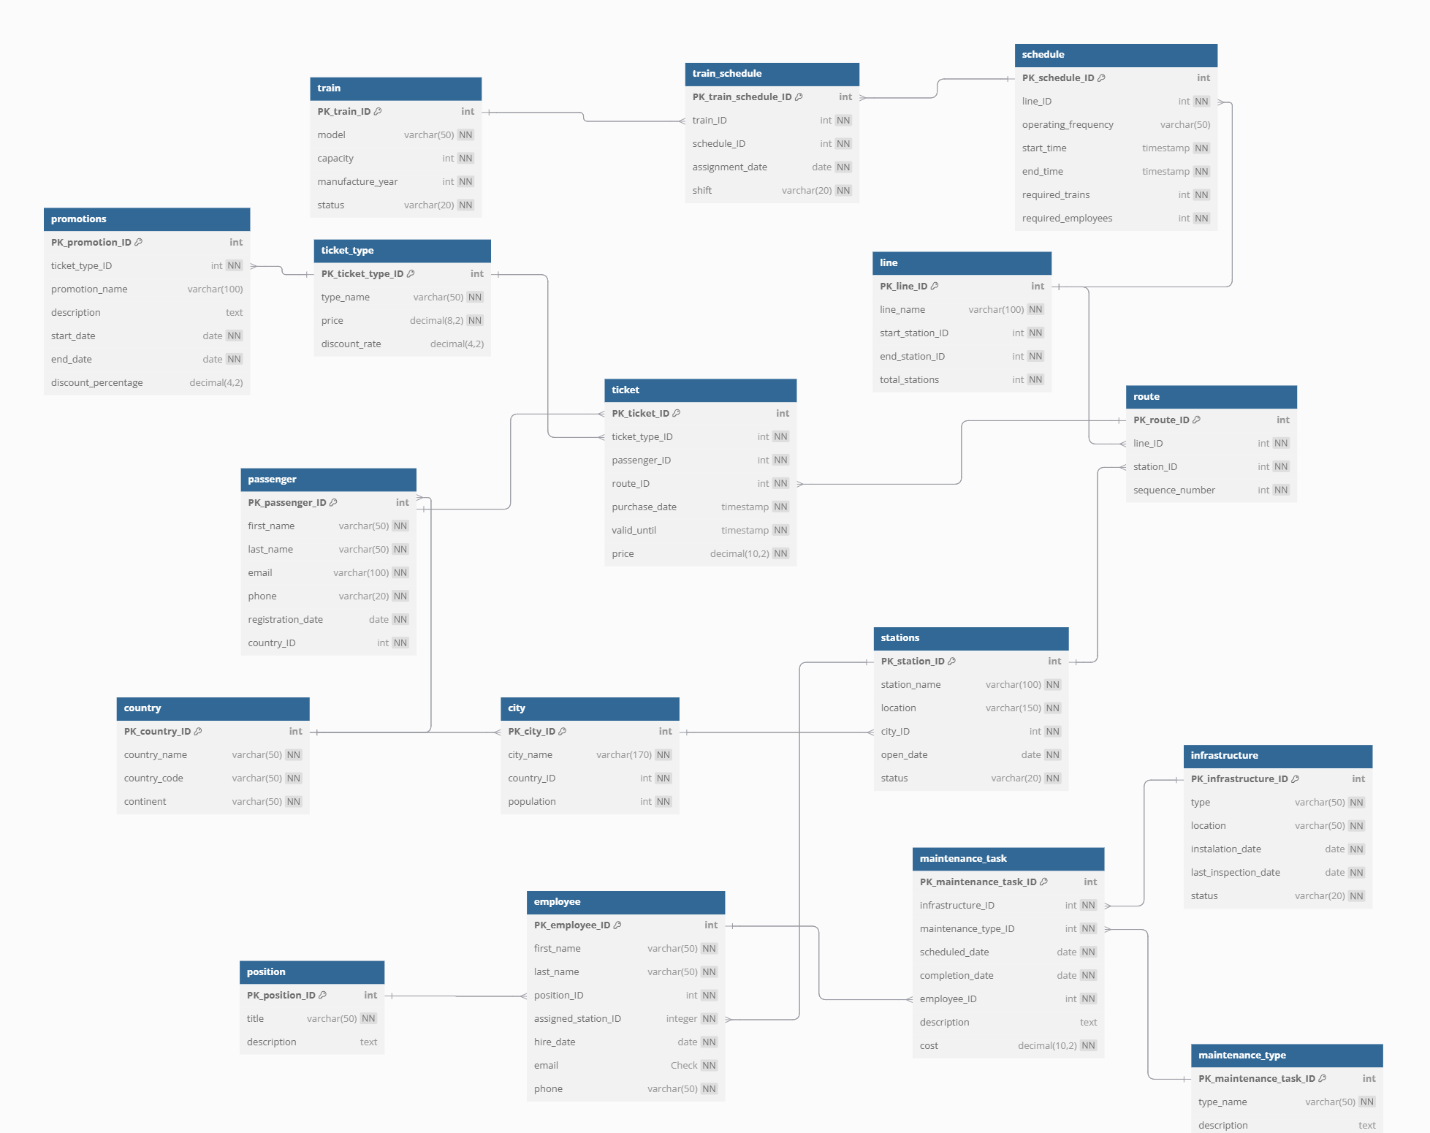 train
PK_train_ID int
model varchar(50) NN
capacity int NN
manufacture_year int NN
status varchar(20) NN
train_schedule
PK_train_schedule_ID int
train_ID int NN
schedule_ID int NN
assignment_date date NN
shift varchar(20) NN
schedule
PK_schedule_ID int
line_ID int NN
operating_frequency varchar(50)
start_time timestamp NN
end_time timestamp NN
required_trains int NN
required_employees int NN
promotions
PK_promotion_ID int
ticket_type_ID int NN
promotion_name varchar(100)
description text
start_date date NN
end_date date NN
discount_percentage decimal(4,2)
ticket_type
PK_ticket_type_ID int
type_name varchar(50) NN
price decimal(8,2) NN
discount_rate decimal(4,2)
line
PK_line_ID int
line_name varchar(100) NN
start_station_ID int NN
end_station_ID int NN
total_stations int NN
ticket
PK_ticket_ID int
ticket_type_ID int NN
passenger_ID int NN
route_ID int NN
purchase_date timestamp NN
valid_until timestamp NN
price decimal(10,2) NN
route
PK_route_ID int
line_ID int NN
station_ID int NN
sequence_number int NN
passenger
PK_passenger_ID int
first_name varchar(50) NN
last_name varchar(50) NN
email varchar(100) NN
phone varchar(20) NN
registration_date date NN
country_ID int NN
stations
PK_station_ID int
station_name varchar(100) NN
location varchar(150) NN
city_ID int NN
open_date date NN
status varchar(20) NN
country
PK_country_ID int
country_name varchar(50) NN
country_code varchar(50) NN
continent varchar(50) NN
city
PK_city_ID int
city_name varchar(170) NN
country_ID int NN
population int NN
infrastructure
PK_infrastructure_ID int
type varchar(50) NN
location varchar(50) NN
instalation_date date NN
last_inspection_date date NN
status varchar(20) NN
maintenance_task
PK_maintenance_task_ID int
infrastructure_ID int NN
maintenance_type_ID int NN
scheduled_date date NN
completion_date date NN
employee_ID int NN
description text
cost decimal(10,2) NN
employee
PK_employee_ID int
first_name varchar(50) NN
last_name varchar(50) NN
position_ID int NN
assigned_station_ID integer NN
hire_date date NN
email Check NN
phone varchar(50) NN
position
PK_position_ID int
title varchar(50) NN
description text
maintenance_type
PK_maintenance_task_ID int
type_name varchar(50) NN
description text